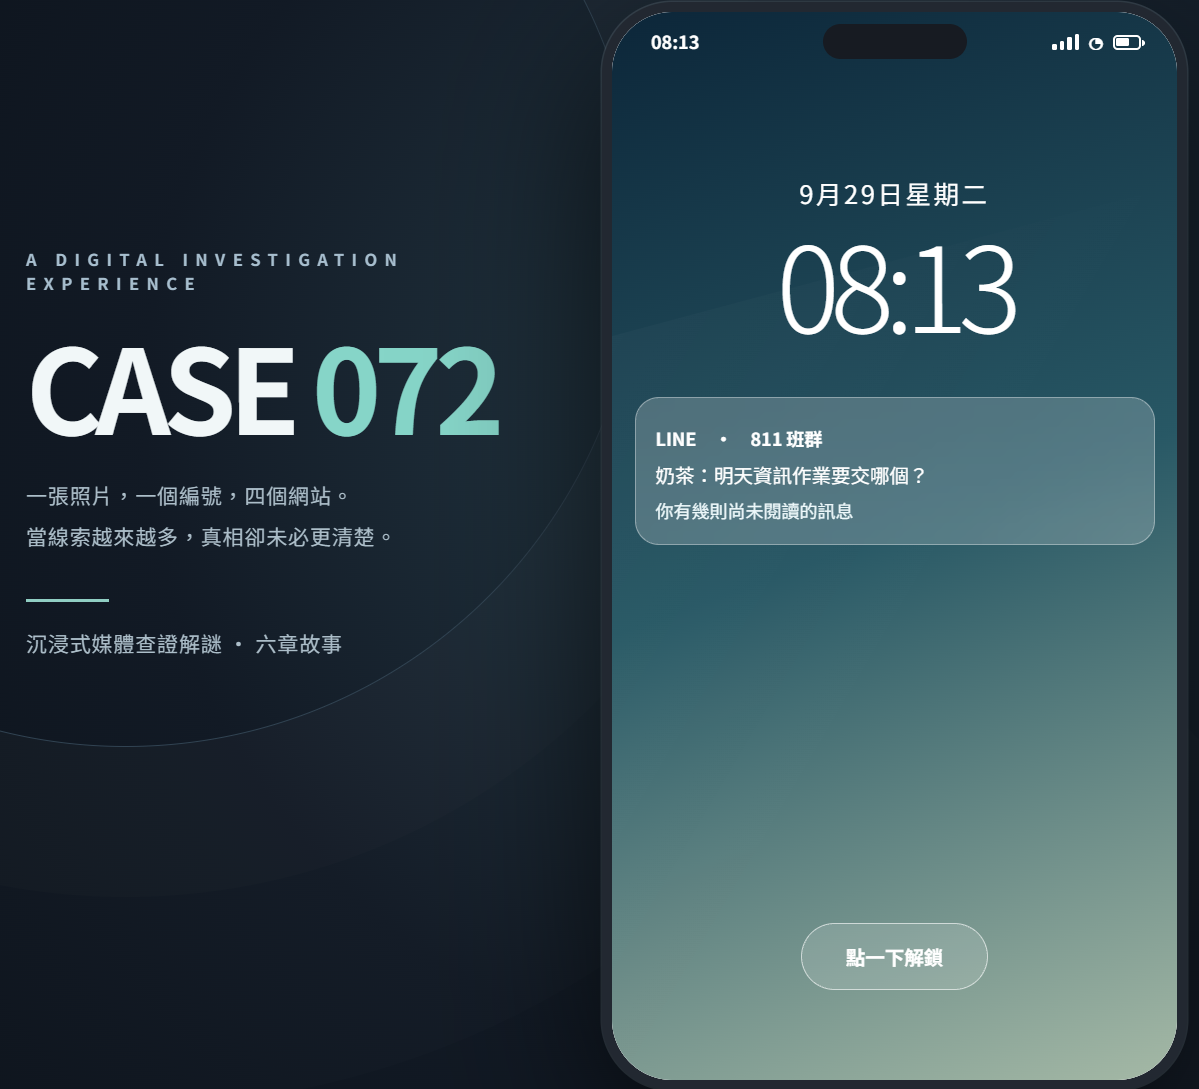 A DIGITAL INVESTIGATION
EXPERIENCE
CASE 072
一張照片，一個編號，四個網站。
當線索越來越多，真相卻未必更清楚。
沉浸式媒體查證解謎 · 六章故事
08:13
9月29日星期二
08:13
LINE · 811 班群
奶茶：明天資訊作業要交哪個？
你有幾則尚未閱讀的訊息
點一下解鎖